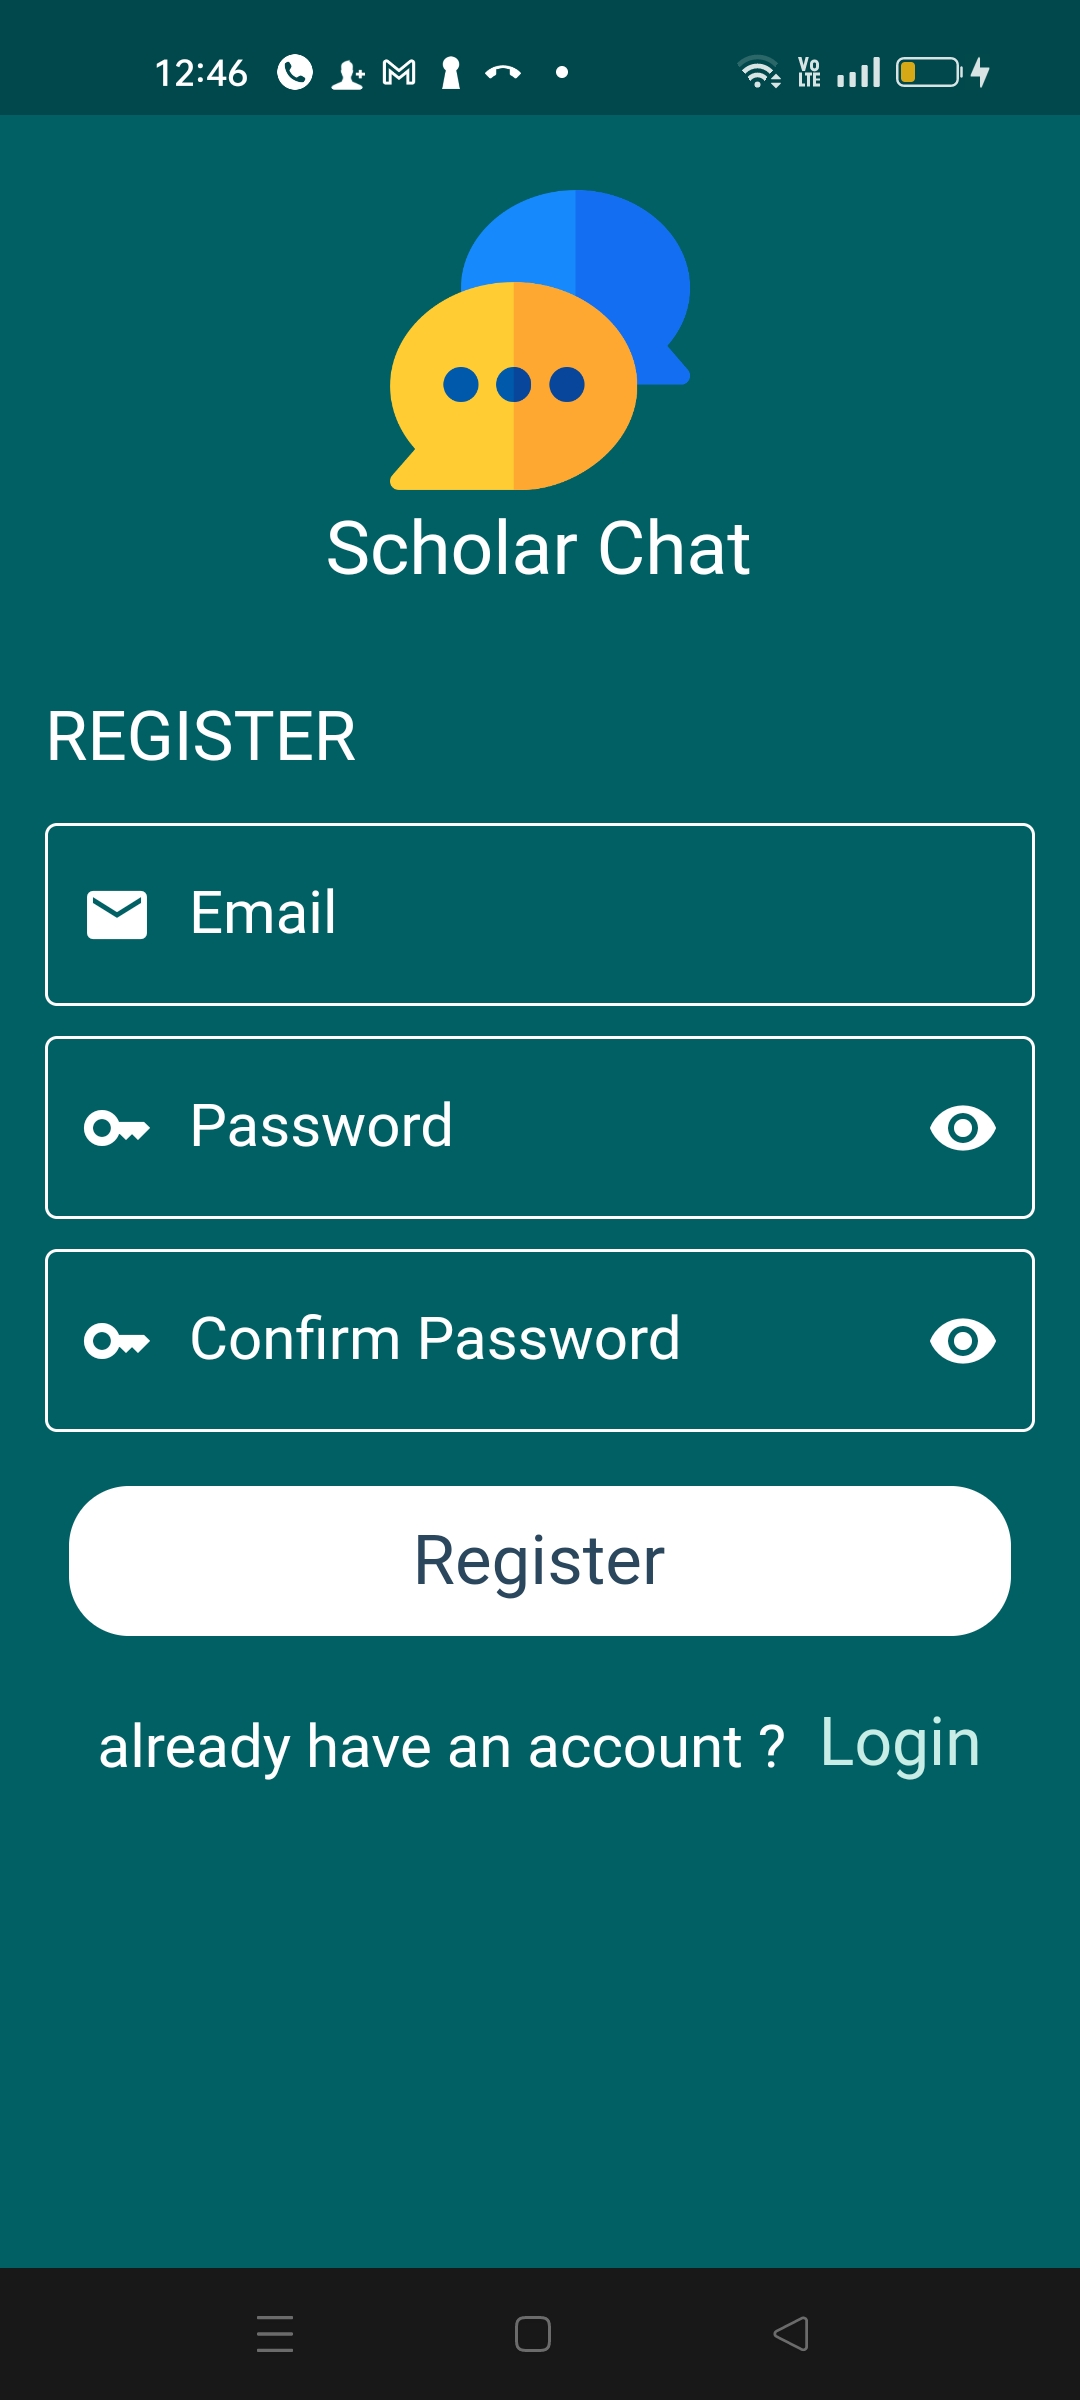 12:46
Vo
LTE
Scholar Chat
REGISTER
Email
Password
Confirm Password
Register
already have an account ? Login